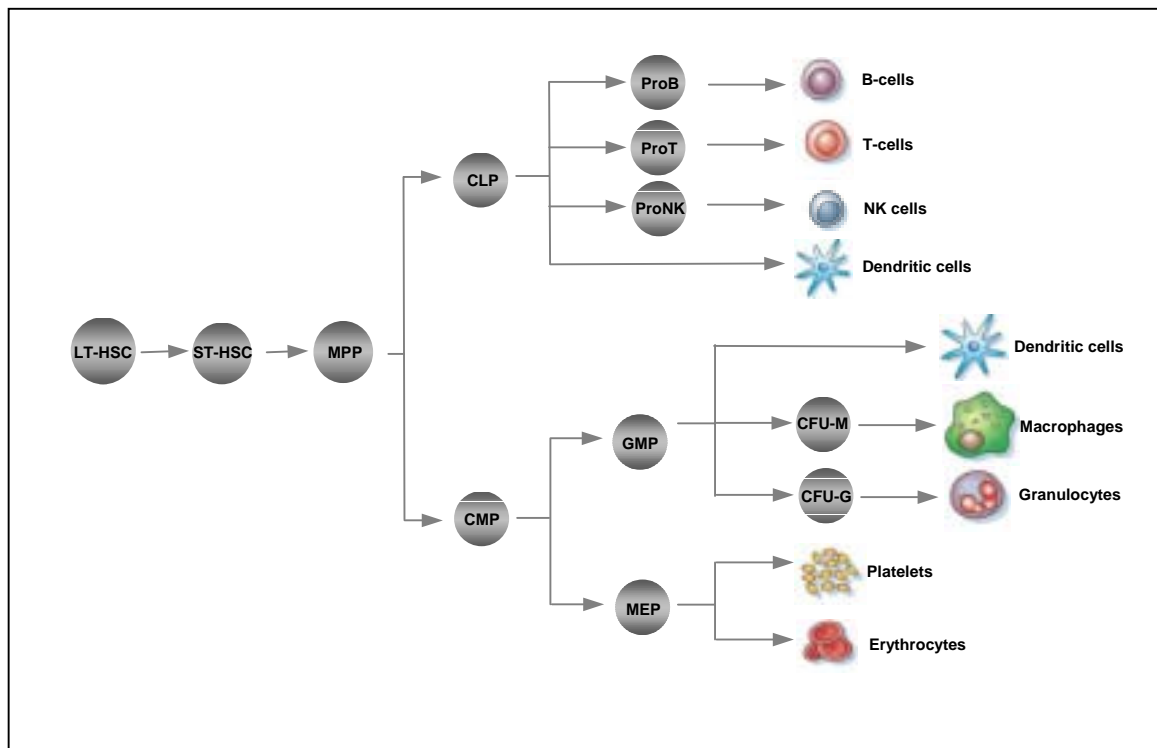 ProB
B-cells
ProT
T-cells
CLP
ProNK
NK cells
Dendritic cells
LT-HSC
ST-HSC
MPP
Dendritic cells
GMP
CFU-M
Macrophages
CFU-G
Granulocytes
CMP
Platelets
MEP
Erythrocytes